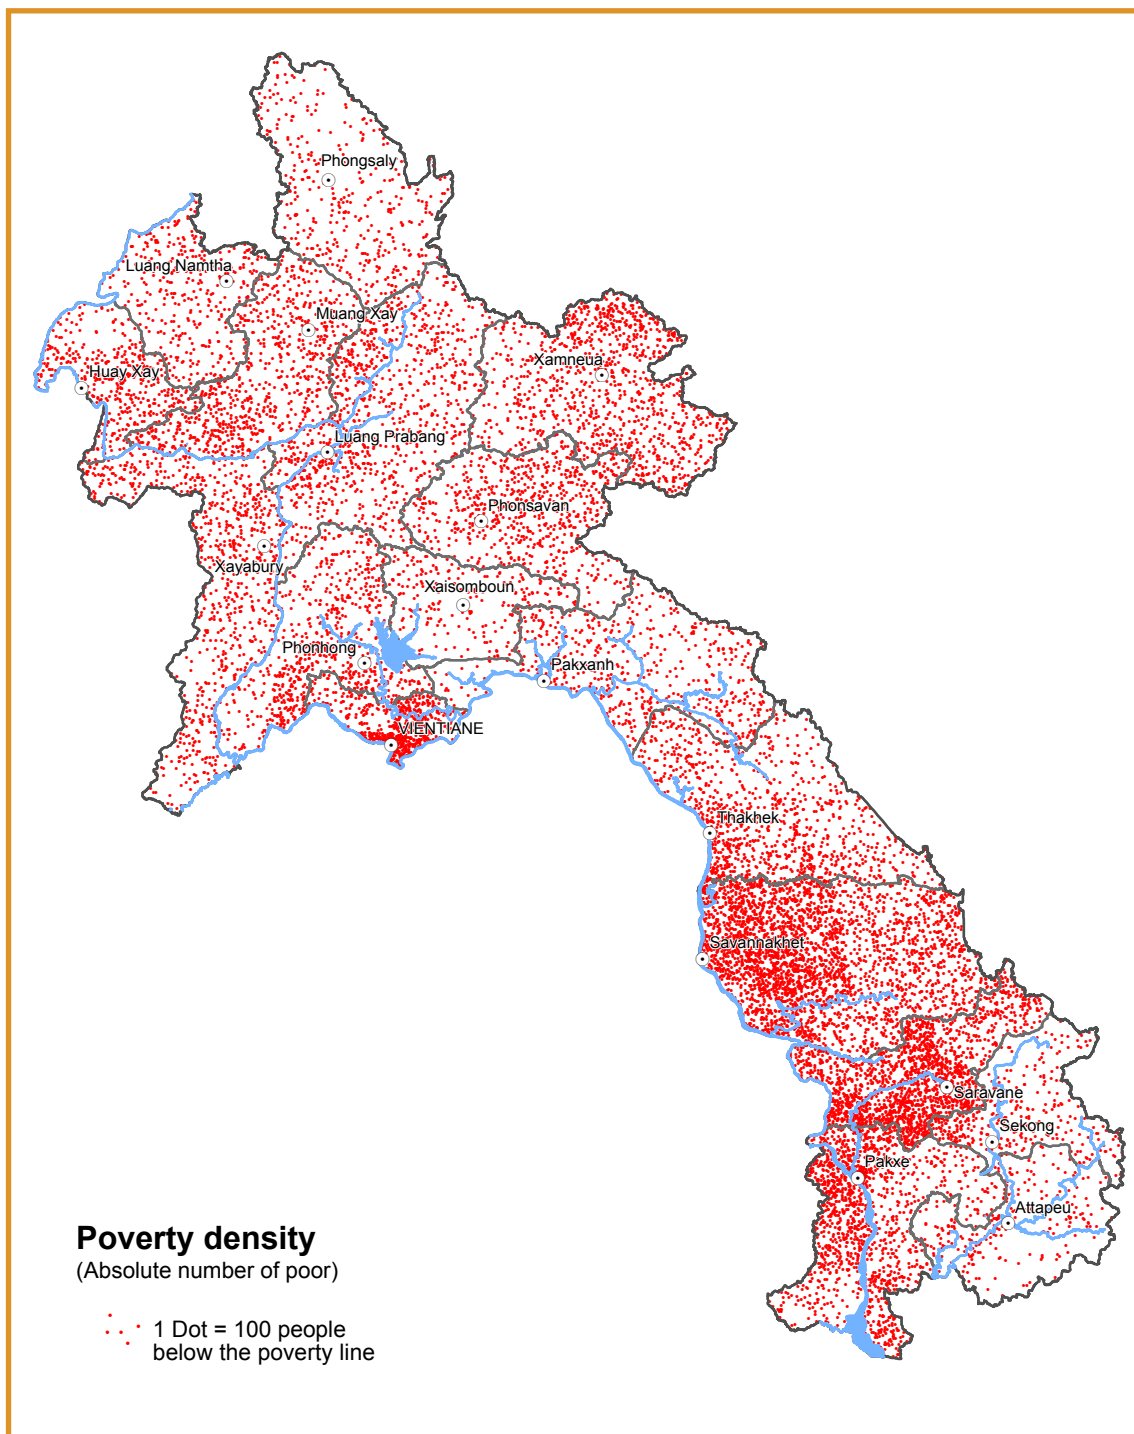 Phongsaly
Luang Namtha
Muang Xay
Xamneua
Huay Xay
Luang Prabang
Phonsavan
Xayabury
Xaisomboun
Phonhong
Pakxanh
VIENTIANE
Thakhek
Savannakhet
Saravane
Sekong
Pakxe
Attapeu
Poverty density
(Absolute number of poor)
1 Dot = 100 people
below the poverty line